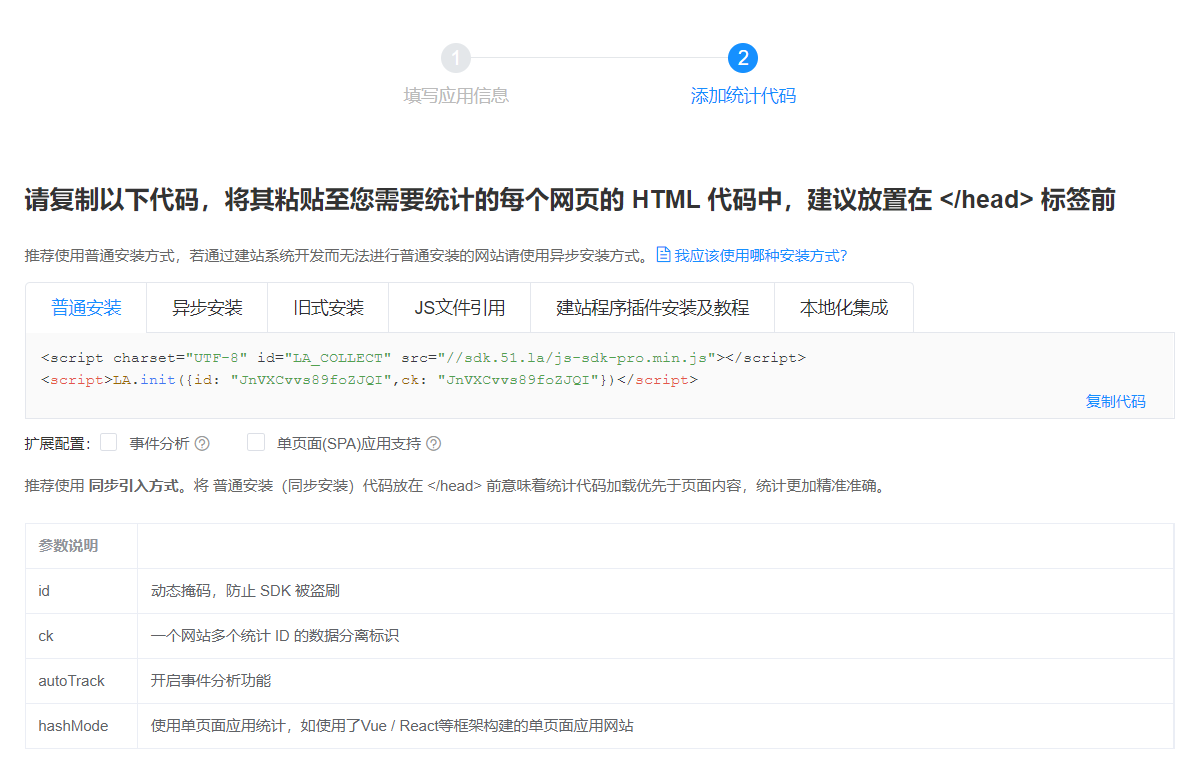 1
2
填写应用信息
添加统计代码
请复制以下代码，将其粘贴至您需要统计的每个网页的 HTML 代码中，建议放置在 </head> 标签前
推荐使用普通安装方式，若通过建站系统开发而无法进行普通安装的网站请使用异步安装方式。 我应该使用哪种安装方式?
普通安装 异步安装 旧式安装 JS文件引用 建站程序插件安装及教程 本地化集成
<script charset="UTF-8" id="LA_COLLECT" src="//sdk.51.la/js-sdk-pro.min.js"></script>
<script>LA.init({id: "JnVXCvvs89foZJQI",ck: "JnVXCvvs89foZJQI"})</script>
复制代码
扩展配置: 事件分析 ? 单页面(SPA)应用支持 ?
推荐使用 同步引入方式。将 普通安装（同步安装）代码放在 </head> 前意味着统计代码加载优先于页面内容，统计更加精准准确。
参数说明
id 动态掩码，防止 SDK 被盗刷
ck 一个网站多个统计 ID 的数据分离标识
autoTrack 开启事件分析功能
hashMode 使用单页面应用统计，如使用了Vue / React等框架构建的单页面应用网站